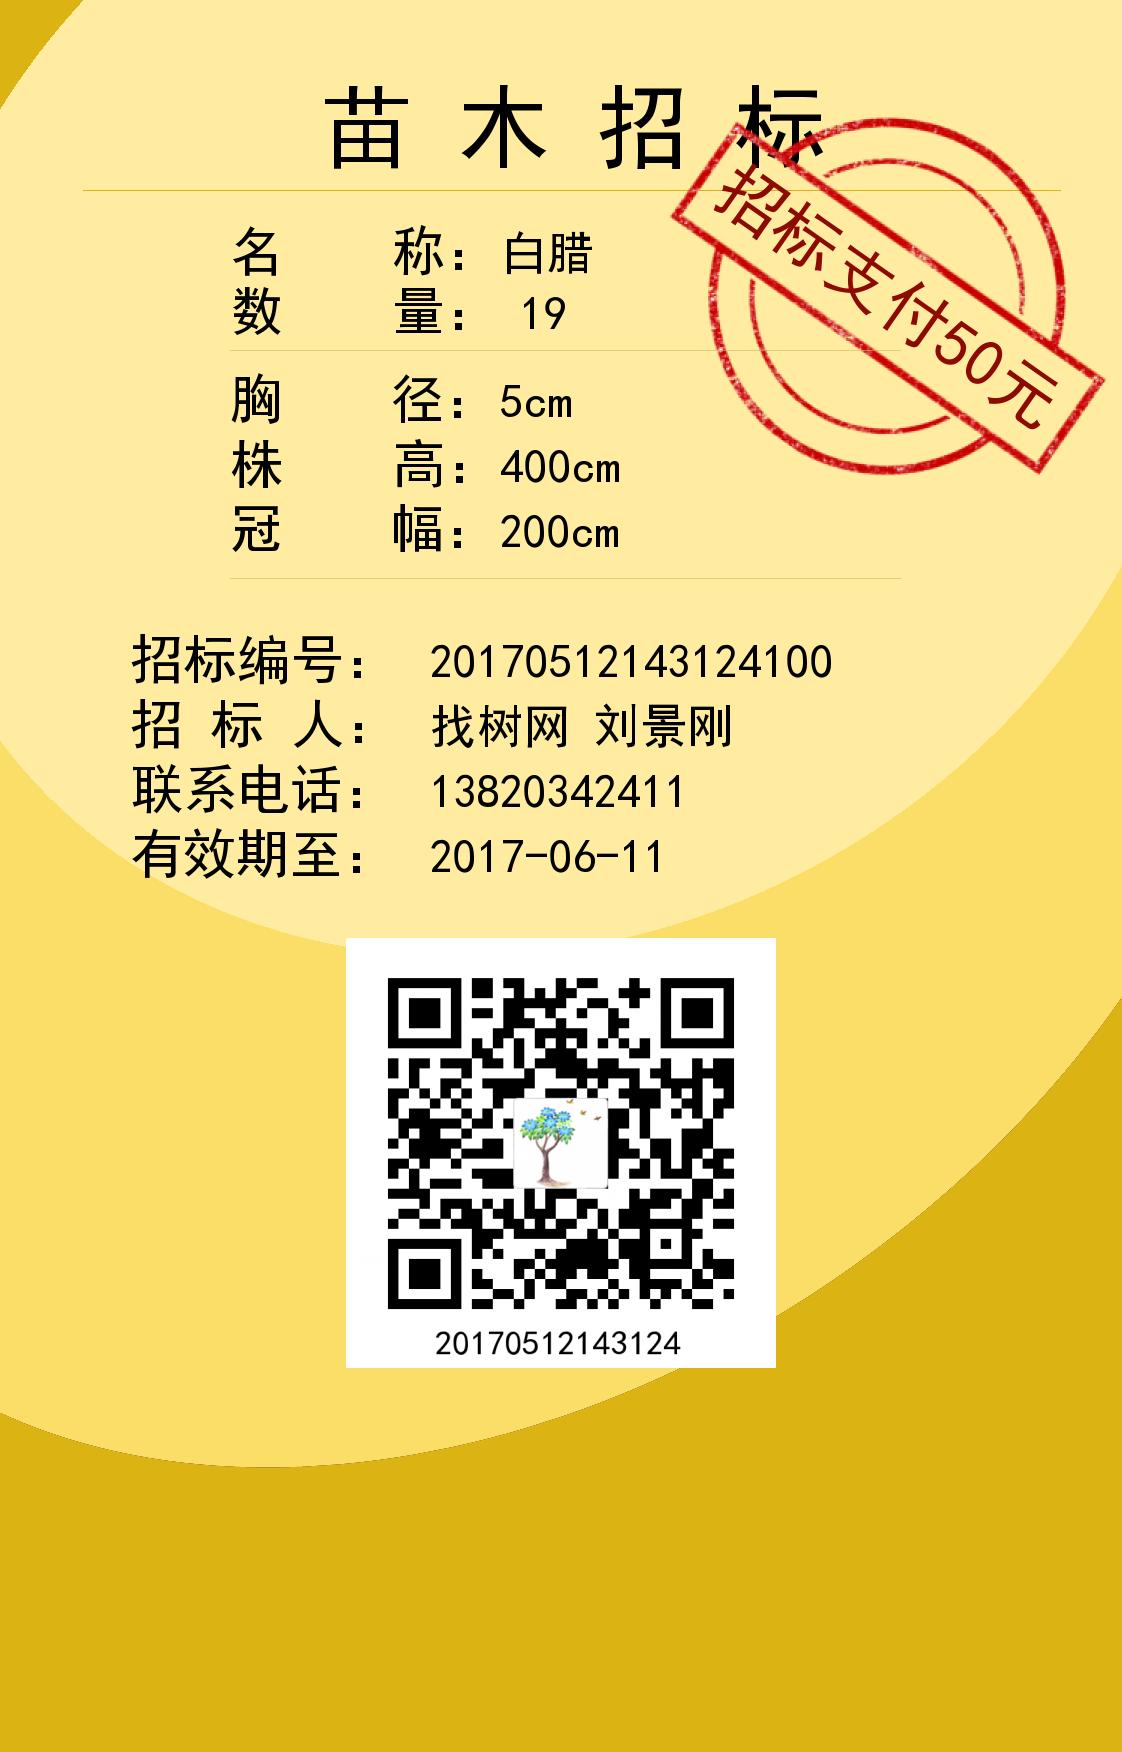 苗木招标
招标支付50元
名 称：白腊
数 量：19
胸 径：5cm
株 高：400cm
冠 幅：200cm
招标编号：20170512143124100
招 标 人：找树网 刘景刚
联系电话：13820342411
有效期至：2017-06-11
20170512143124